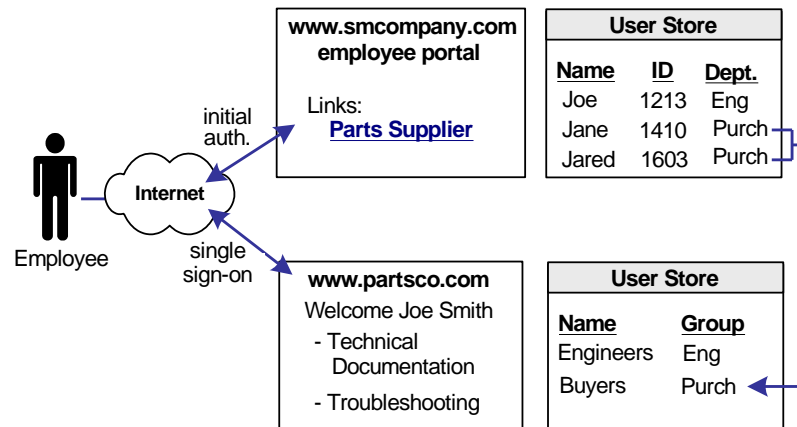 www.smcompany.com
employee portal
Links:
Parts Supplier
User Store
Name ID Dept.
Joe 1213 Eng
Jane 1410 Purch
Jared 1603 Purch
initial
auth.
Internet
Employee
single
sign-on
www.partsco.com
Welcome Joe Smith
- Technical
Documentation
- Troubleshooting
User Store
Name Group
Engineers Eng
Buyers Purch